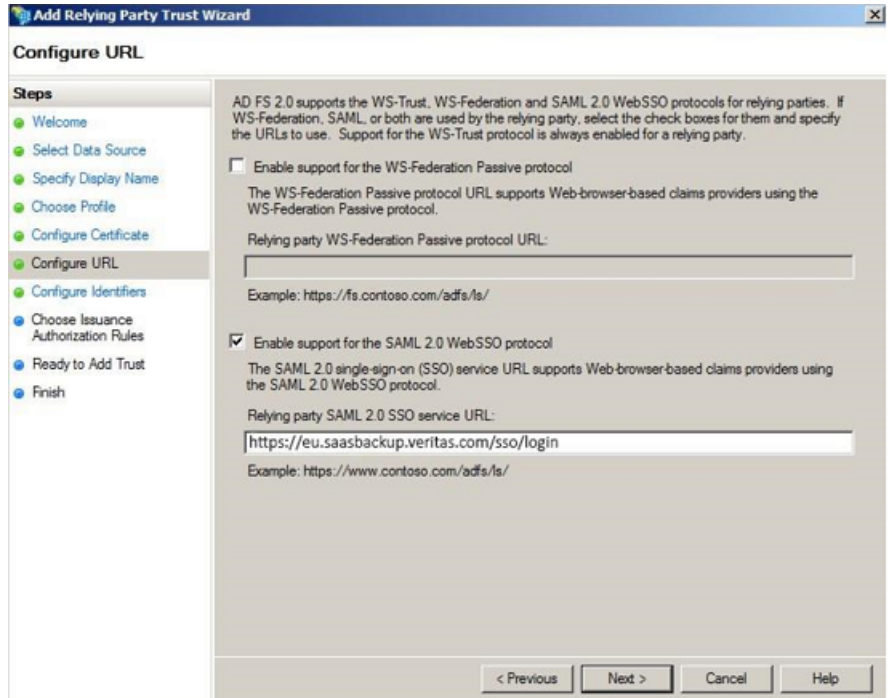 Add Relying Party Trust Wizard
Configure URL
Steps
Welcome
Select Data Source
Specify Display Name
Choose Profile
Configure Certificate
Configure URL
Configure Identifiers
Choose Issuance
Authorization Rules
Ready to Add Trust
Finish
AD FS 2.0 supports the WS-Trust, WS-Federation and SAML 2.0 WebSSO protocols for relying parties. If
WS-Federation, SAML, or both are used by the relying party, select the check boxes for them and specify
the URLs to use. Support for the WS-Trust protocol is always enabled for a relying party.
Enable support for the WS-Federation Passive protocol
The WS-Federation Passive protocol URL supports Web-browser-based claims providers using the
WS-Federation Passive protocol.
Relying party WS-Federation Passive protocol URL:
Example: https://fs.contoso.com/adfs/ls/
Enable support for the SAML 2.0 WebSSO protocol
The SAML 2.0 single-sign-on (SSO) service URL supports Web-browser-based claims providers using
the SAML 2.0 WebSSO protocol.
Relying party SAML 2.0 SSO service URL:
https://eu.saasbackup.veritas.com/sso/login
Example: https://www.contoso.com/adfs/ls/
< Previous
Next >
Cancel
Help